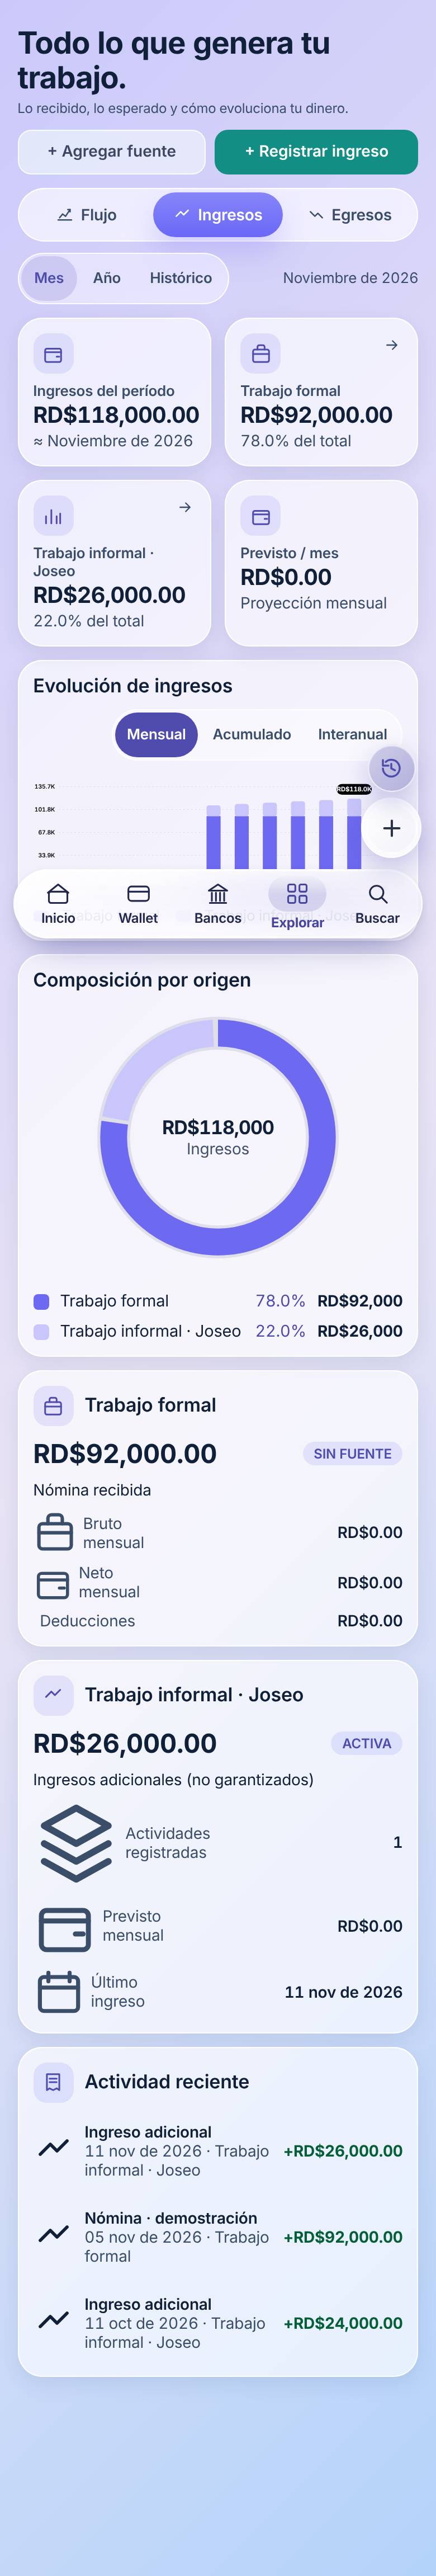 Todo lo que genera tu
trabajo.
Lo recibido, lo esperado y cómo evoluciona tu dinero.
+ Agregar fuente
+ Registrar ingreso
Flujo
Ingresos
Egresos
Mes
Año
Histórico
Noviembre de 2026
Ingresos del período
RD$118,000.00
≈ Noviembre de 2026
→
Trabajo formal
RD$92,000.00
78.0% del total
→
Trabajo informal ·
Joseo
RD$26,000.00
22.0% del total
Previsto / mes
RD$0.00
Proyección mensual
Evolución de ingresos
Mensual
Acumulado
Interanual
135.7K
RD$118.0K
101.8K
67.8K
33.9K
Inicio
Wallet
Bancos
Explorar
Buscar
Composición por origen
RD$118,000
Ingresos
Trabajo formal 78.0% RD$92,000
Trabajo informal · Joseo 22.0% RD$26,000
Trabajo formal
RD$92,000.00
SIN FUENTE
Nómina recibida
Bruto
mensual
RD$0.00
Neto
mensual
RD$0.00
Deducciones RD$0.00
Trabajo informal · Joseo
RD$26,000.00
ACTIVA
Ingresos adicionales (no garantizados)
Actividades
registradas
1
Previsto
mensual
RD$0.00
Último
ingreso
11 nov de 2026
Actividad reciente
Ingreso adicional
11 nov de 2026 · Trabajo
informal · Joseo
+RD$26,000.00
Nómina · demostración
05 nov de 2026 · Trabajo
formal
+RD$92,000.00
Ingreso adicional
11 oct de 2026 · Trabajo
informal · Joseo
+RD$24,000.00